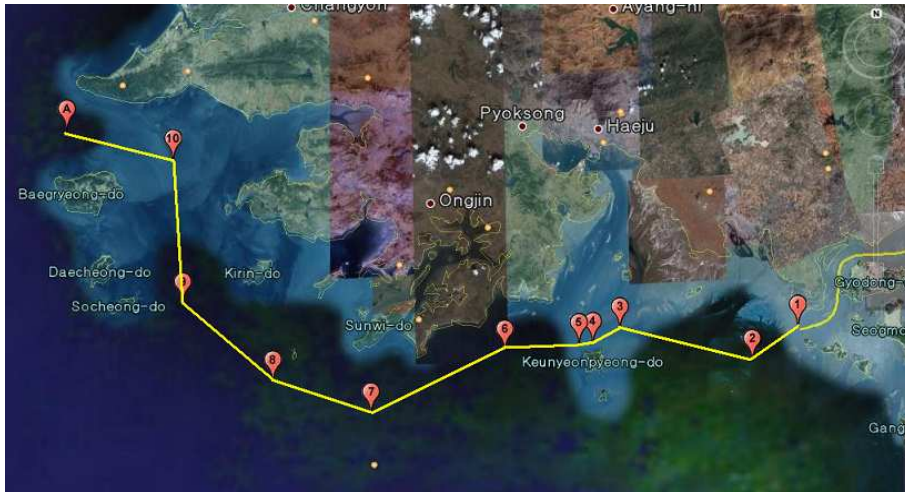 Changyon
Ayang-ni
N
A
Pyoksong
Haeju
10
Baegryeong-do
Ongjin
Daecheong-do
Kirin-do
Gyodong-
9
Socheong-do
Sunwi-do
6
5
4
3
2
1
Seogmo
Keunyeonpyeong-do
8
7
Gang